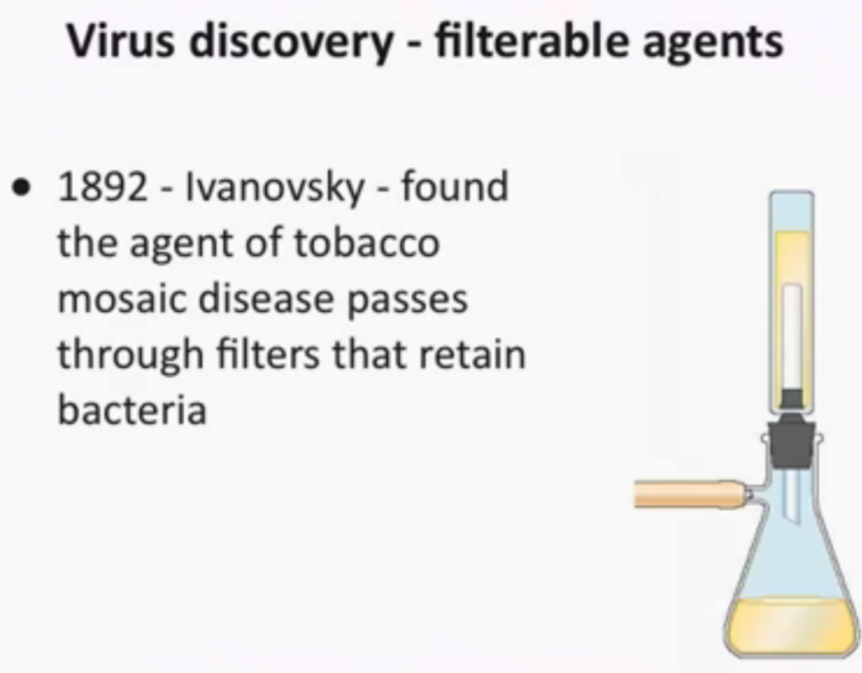 Virus discovery - filterable agents
• 1892 - Ivanovsky - found
the agent of tobacco
mosaic disease passes
through filters that retain
bacteria